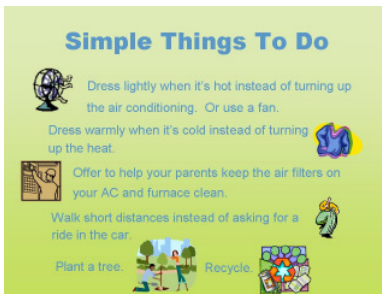 Simple Things To Do
Dress lightly when it's hot instead of turning up
the air conditioning. Or use a fan.
Dress warmly when it's cold instead of turning
up the heat.
Offer to help your parents keep the air filters on
your AC and furnace clean.
Walk short distances instead of asking for a
ride in the car.
Plant a tree. Recycle.